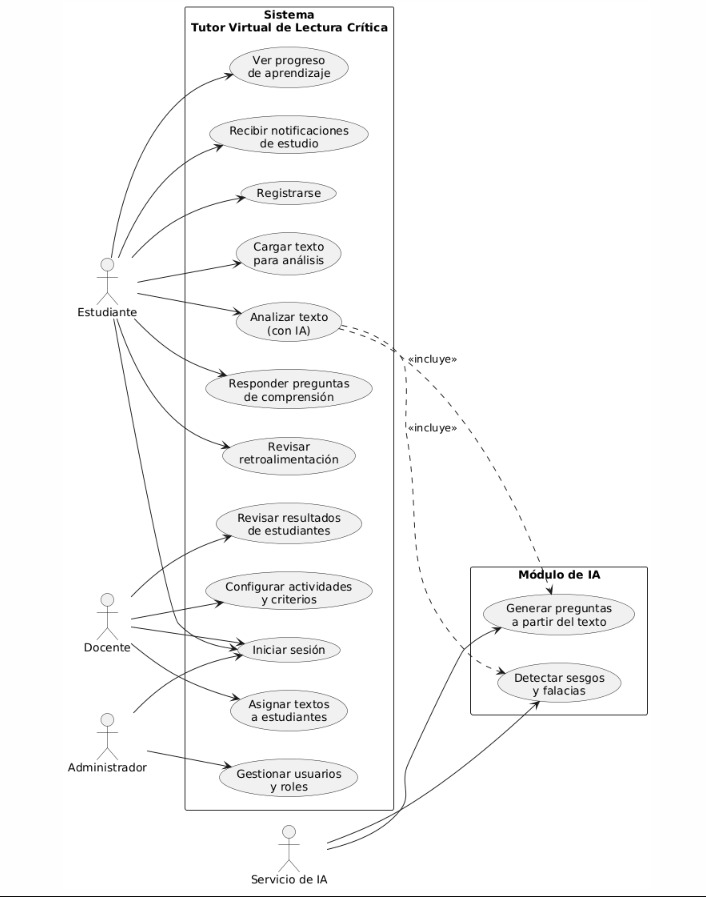 Sistema
Tutor Virtual de Lectura Crítica
Ver progreso
de aprendizaje
Recibir notificaciones
de estudio
Registrarse
Cargar texto
para análisis
Estudiante
Analizar texto
(con IA)
«incluye»
Responder preguntas
de comprensión
«incluye»
Revisar
retroalimentación
Revisar resultados
de estudiantes
Configurar actividades
y criterios
Docente
Iniciar sesión
Asignar textos
a estudiantes
Administrador
Gestionar usuarios
y roles
Módulo de IA
Generar preguntas
a partir del texto
Detectar sesgos
y falacias
Servicio de IA